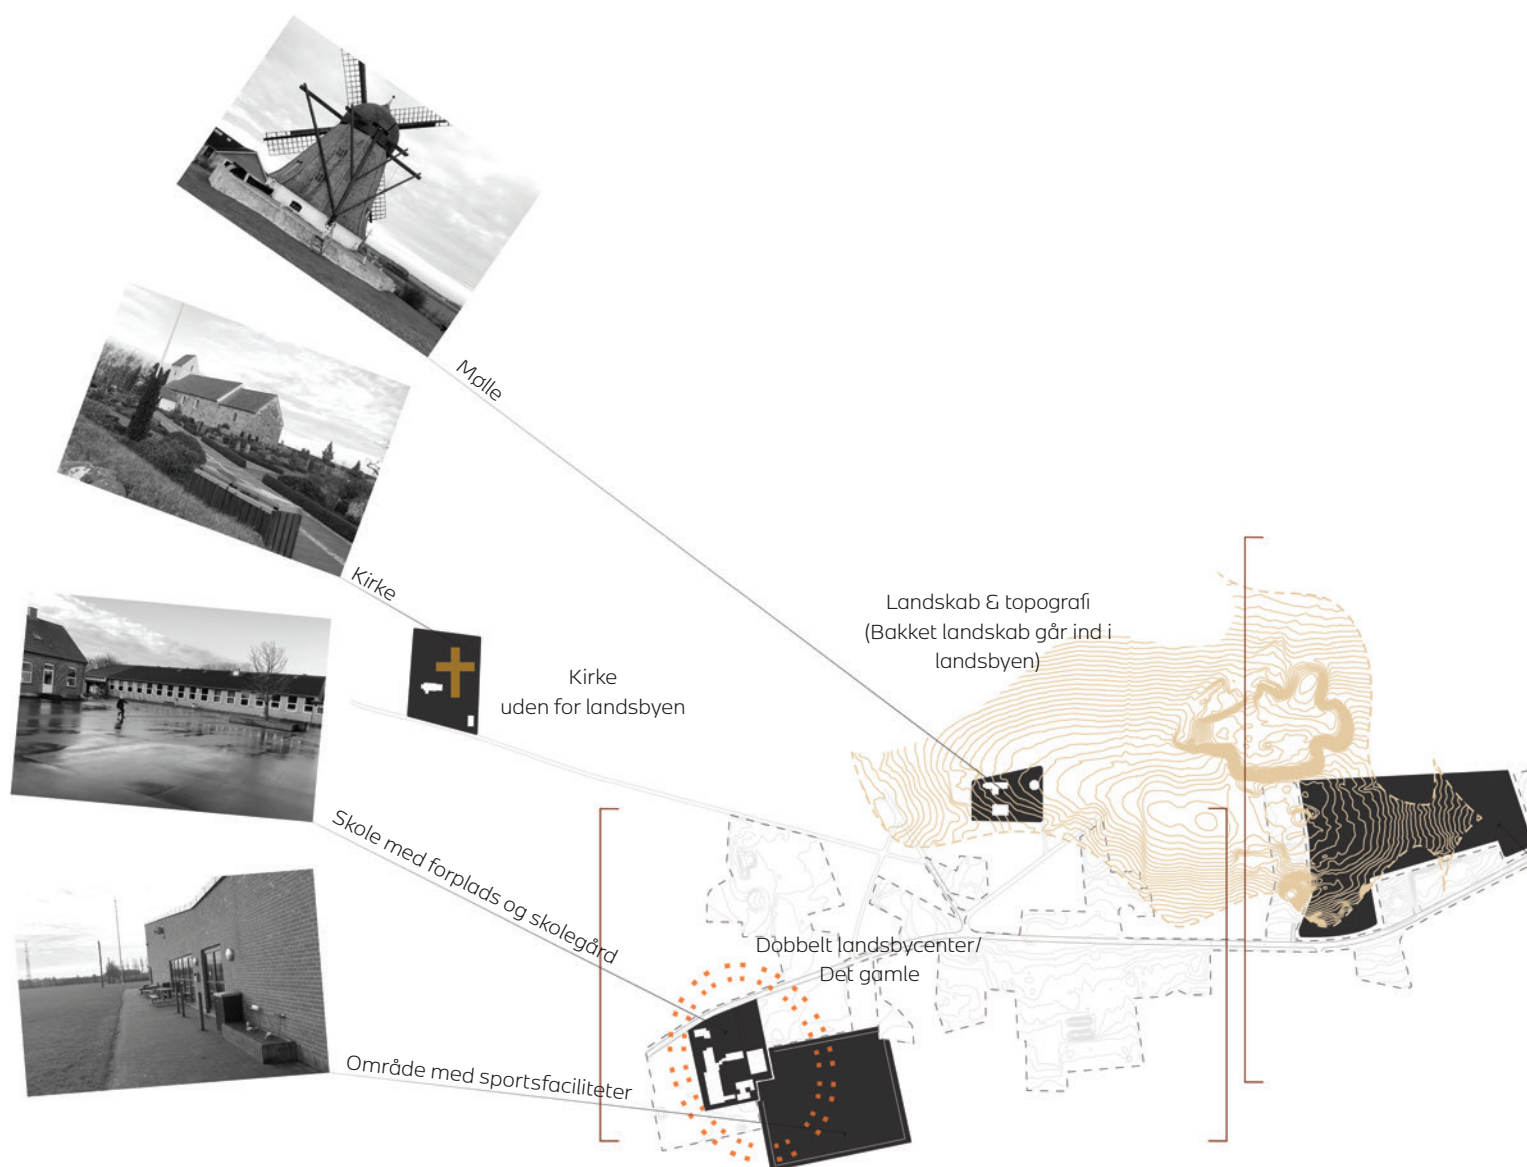 Mølle
Kirke
Landskab & topografi
(Bakket landskab går ind i
landsbyen)
Kirke
uden for landsbyen
Skole med forplads og skolegård
Dobbelt landsbycenter/
Det gamle
Område med sportsfaciliteter